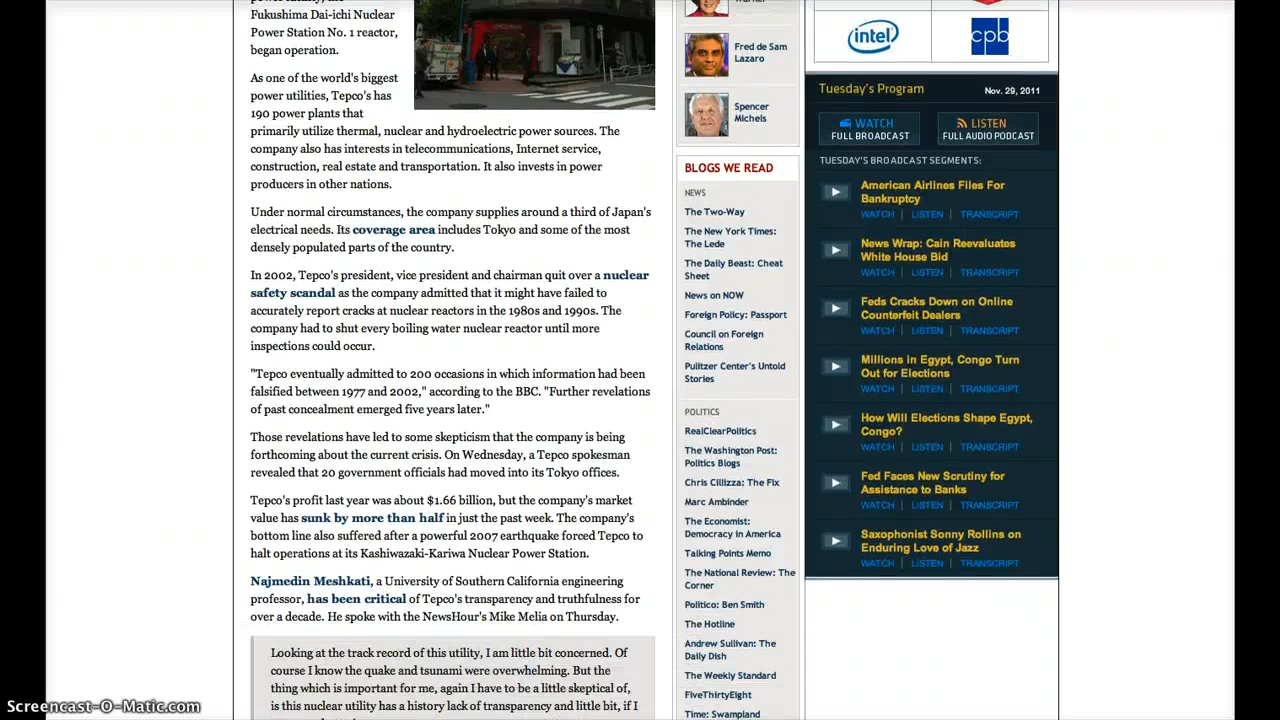 Fukushima Dai-ichi Nuclear
Power Station No. 1 reactor,
began operation.
As one of the world's biggest
power utilities, Tepco's has
190 power plants that
primarily utilize thermal, nuclear and hydroelectric power sources. The
company also has interests in telecommunications, Internet service,
construction, real estate and transportation. It also invests in power
producers in other nations.
Under normal circumstances, the company supplies around a third of Japan's
electrical needs. Its coverage area includes Tokyo and some of the most
densely populated parts of the country.
In 2002, Tepco's president, vice president and chairman quit over a nuclear
safety scandal as the company admitted that it might have failed to
accurately report cracks at nuclear reactors in the 1980s and 1990s. The
company had to shut every boiling water nuclear reactor until more
inspections could occur.
"Tepco eventually admitted to 200 occasions in which information had been
falsified between 1977 and 2002," according to the BBC. "Further revelations
of past concealment emerged five years later."
Those revelations have led to some skepticism that the company is being
forthcoming about the current crisis. On Wednesday, a Tepco spokesman
revealed that 20 government officials had moved into its Tokyo offices.
Tepco's profit last year was about $1.66 billion, but the company's market
value has sunk by more than half in just the past week. The company's
bottom line also suffered after a powerful 2007 earthquake forced Tepco to
halt operations at its Kashiwazaki-Kariwa Nuclear Power Station.
Najmedin Meshkati, a University of Southern California engineering
professor, has been critical of Tepco's transparency and truthfulness for
over a decade. He spoke with the NewsHour's Mike Melia on Thursday.
Looking at the track record of this utility, I am little bit concerned. Of
course I know the quake and tsunami were overwhelming. But the
thing which is important for me, again I have to be a little skeptical of,
is this nuclear utility has a history lack of transparency and little bit, if I
Fred de Sam
Lazaro
Spencer
Michels
BLOGS WE READ
NEWS
The Two-Way
The New York Times:
The Lede
The Daily Beast: Cheat
Sheet
News on NOW
Foreign Policy: Passport
Council on Foreign
Relations
Pulitzer Center's Untold
Stories
POLITICS
RealClearPolitics
The Washington Post:
Politics Blogs
Chris Cillizza: The Fix
Marc Ambinder
The Economist:
Democracy in America
Talking Points Memo
The National Review: The
Corner
Politico: Ben Smith
The Hotline
Andrew Sullivan: The
Daily Dish
The Weekly Standard
FiveThirtyEight
Time: Swampland
intel
cpb
Tuesday's Program
Nov. 29, 2011
WATCH
FULL BROADCAST
LISTEN
FULL AUDIO PODCAST
TUESDAY'S BROADCAST SEGMENTS:
American Airlines Files For
Bankruptcy
WATCH | LISTEN | TRANSCRIPT
News Wrap: Cain Reevaluates
White House Bid
WATCH | LISTEN | TRANSCRIPT
Feds Cracks Down on Online
Counterfeit Dealers
WATCH | LISTEN | TRANSCRIPT
Millions in Egypt, Congo Turn
Out for Elections
WATCH | LISTEN | TRANSCRIPT
How Will Elections Shape Egypt,
Congo?
WATCH | LISTEN | TRANSCRIPT
Fed Faces New Scrutiny for
Assistance to Banks
WATCH | LISTEN | TRANSCRIPT
Saxophonist Sonny Rollins on
Enduring Love of Jazz
WATCH | LISTEN | TRANSCRIPT
Screencast-O-Matic.com